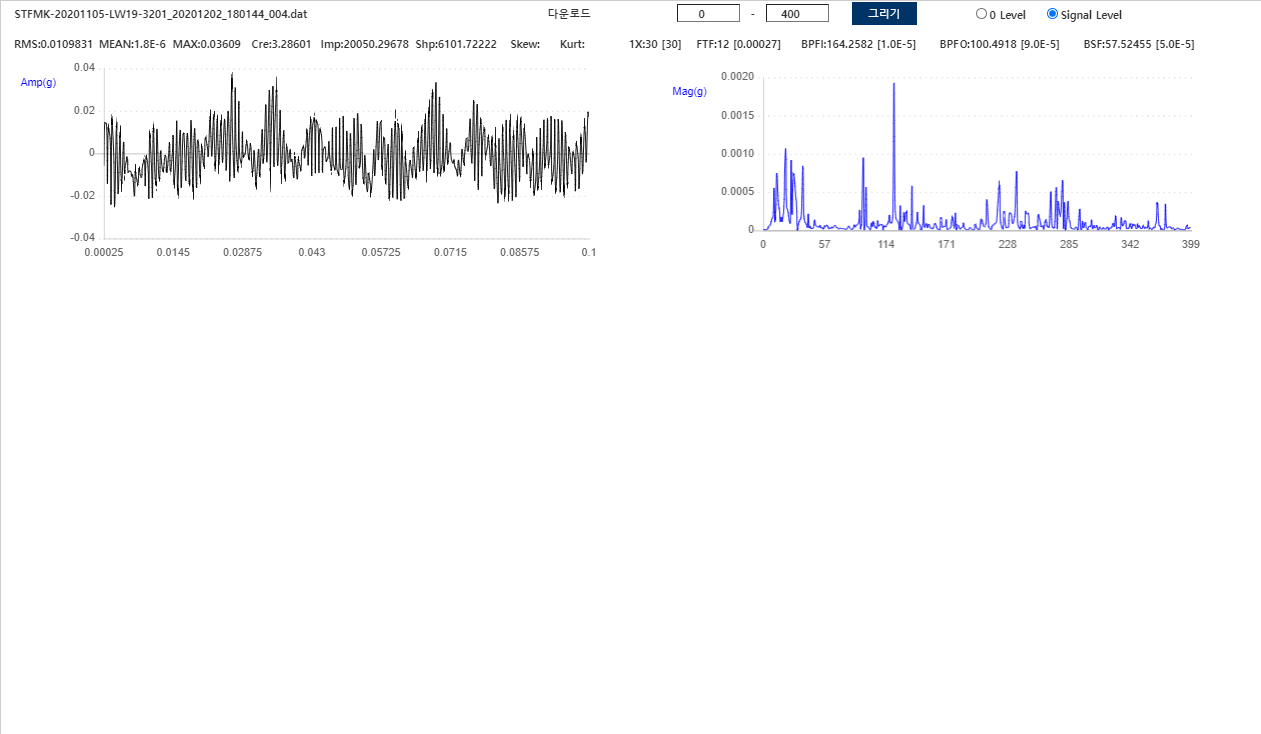 STFMK-20201105-LW19-3201_20201202_180144_004.dat 다운로드 0 - 400 그리기 0 Level Signal Level
RMS:0.0109831 MEAN:1.8E-6 MAX:0.03609 Cre:3.28601 Imp:20050.29678 Shp:6101.72222 Skew: Kurt: 1X:30 [30] FTF:12 [0.00027] BPFI:164.2582 [1.0E-5] BPFO:100.4918 [9.0E-5] BSF:57.52455 [5.0E-5]
Amp(g)
0.04
0.02
0
-0.02
-0.04
0.00025 0.0145 0.02875 0.043 0.05725 0.0715 0.08575 0.1
Mag(g)
0.0020
0.0015
0.0010
0.0005
0
0 57 114 171 228 285 342 399